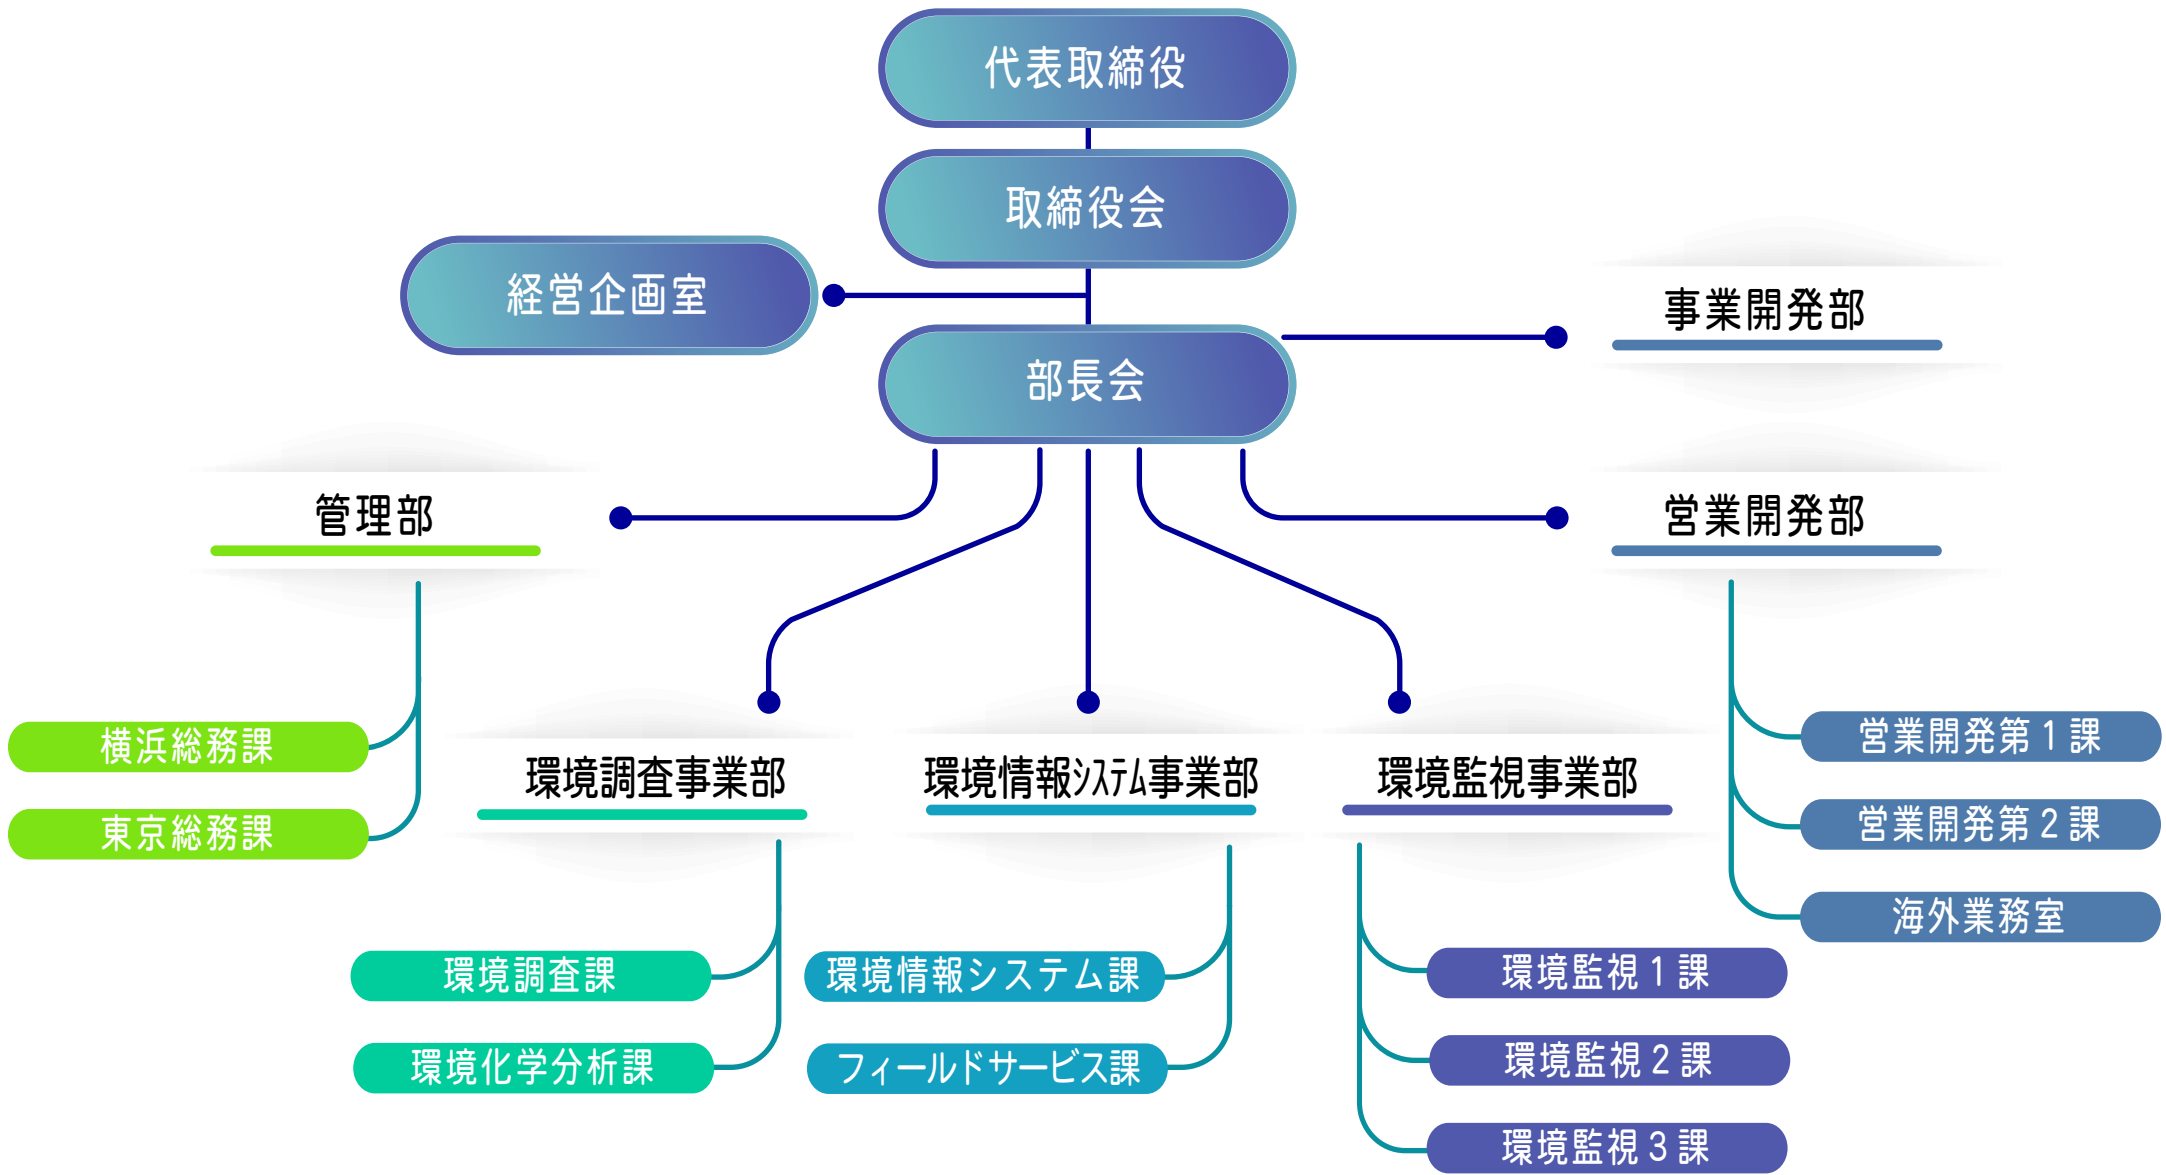 代表取締役
取締役会
経営企画室
事業開発部
部長会
管理部
営業開発部
横浜総務課
東京総務課
環境調査事業部
環境情報システム事業部
環境監視事業部
営業開発第1課
営業開発第2課
海外業務室
環境調査課
環境化学分析課
環境情報システム課
フィールドサービス課
環境監視1課
環境監視2課
環境監視3課